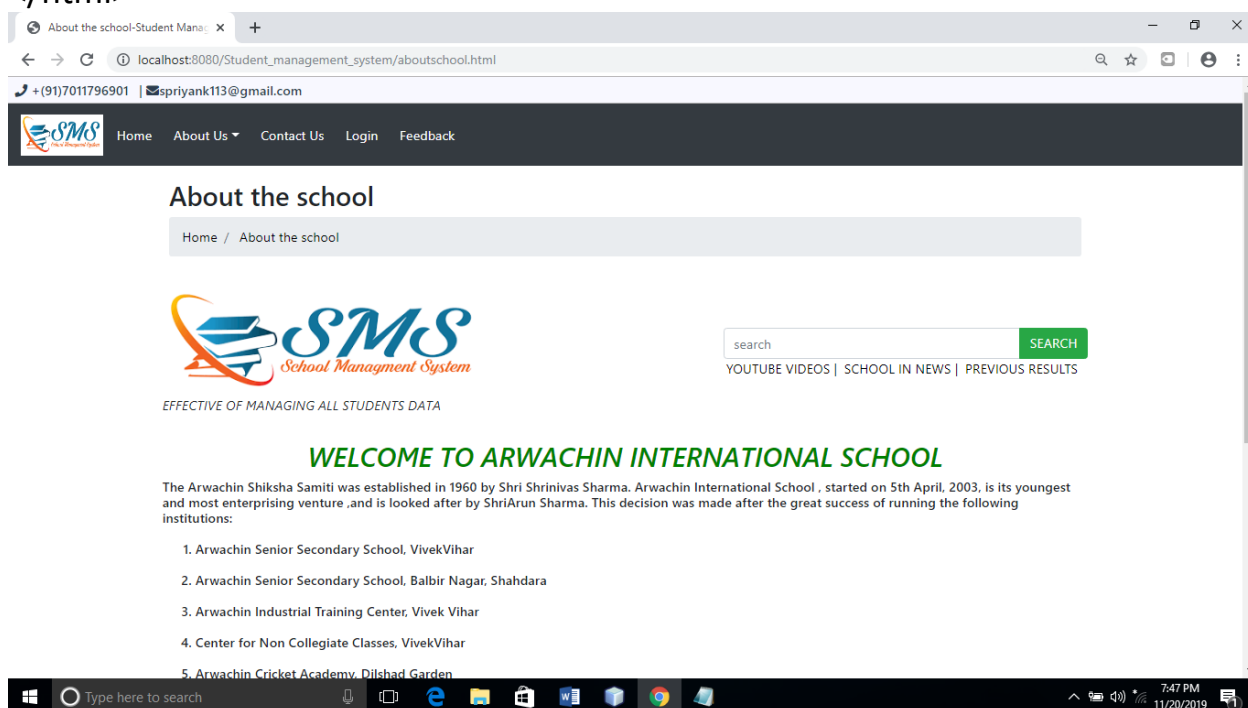 </html>
About the school-Student Manag
localhost:8080/Student_management_system/aboutschool.html
+(91)7011796901 | spriyank113@gmail.com
SMS Home About Us Contact Us Login Feedback
About the school
Home / About the school
SMS
School Managment System
search SEARCH
YOUTUBE VIDEOS | SCHOOL IN NEWS | PREVIOUS RESULTS
EFFECTIVE OF MANAGING ALL STUDENTS DATA
WELCOME TO ARWACHIN INTERNATIONAL SCHOOL
The Arwachin Shiksha Samiti was established in 1960 by Shri Shrinivas Sharma. Arwachin International School , started on 5th April, 2003, is its youngest
and most enterprising venture ,and is looked after by ShriArun Sharma. This decision was made after the great success of running the following
institutions:
1. Arwachin Senior Secondary School, VivekVihar
2. Arwachin Senior Secondary School, Balbir Nagar, Shahdara
3. Arwachin Industrial Training Center, Vivek Vihar
4. Center for Non Collegiate Classes, VivekVihar
5. Arwachin Cricket Academy, Dilshad Garden
Type here to search
7:47 PM
11/20/2019